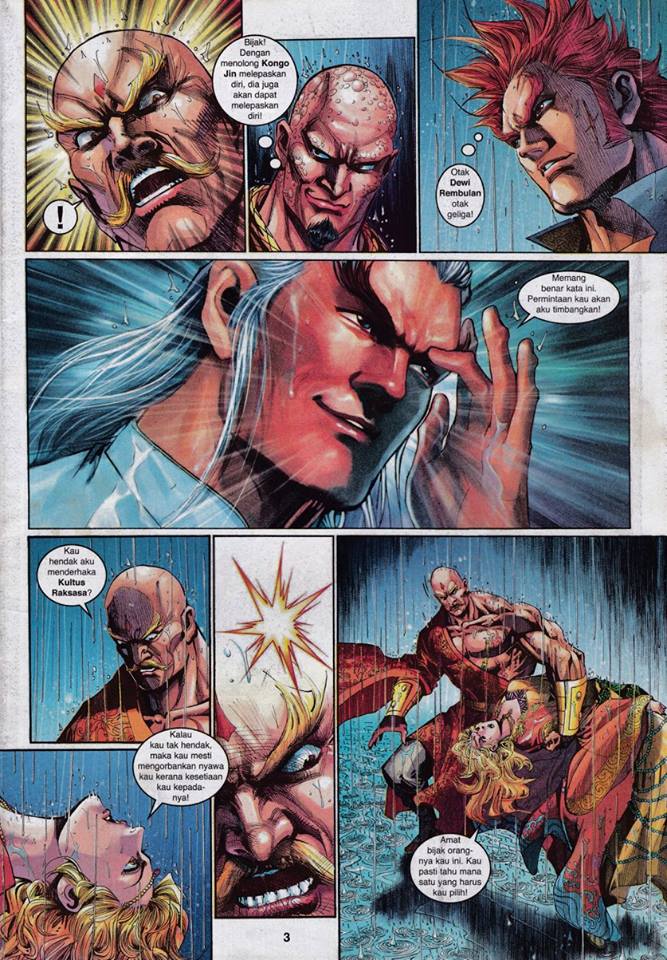 !
Bijak!
Dengan
menolong Kongo
Jin melepaskan
diri, dia juga
akan dapat
melepaskan
diri!
Otak
Dewi
Rembulan
otak
geliga!
Memang
benar kata ini.
Permintaan kau akan
aku timbangkan!
Kau
hendak aku
menderhaka
Kultus
Raksasa?
Kalau
kau tak hendak,
maka kau mesti
mengorbankan nyawa
kau kerana kesetiaan
kau kepada-
nya!
Amat
bijak orang-
nya kau ini. Kau
pasti tahu mana
satu yang harus
kau pilih!
3